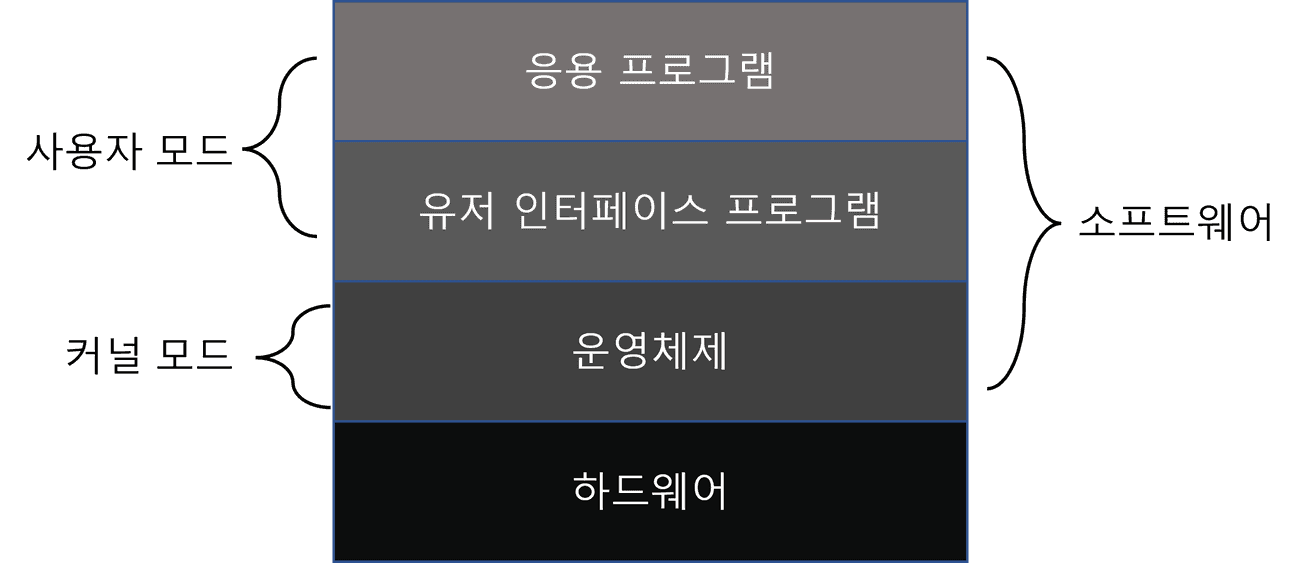 응용 프로그램
사용자 모드
유저 인터페이스 프로그램
소프트웨어
커널 모드
운영체제
하드웨어